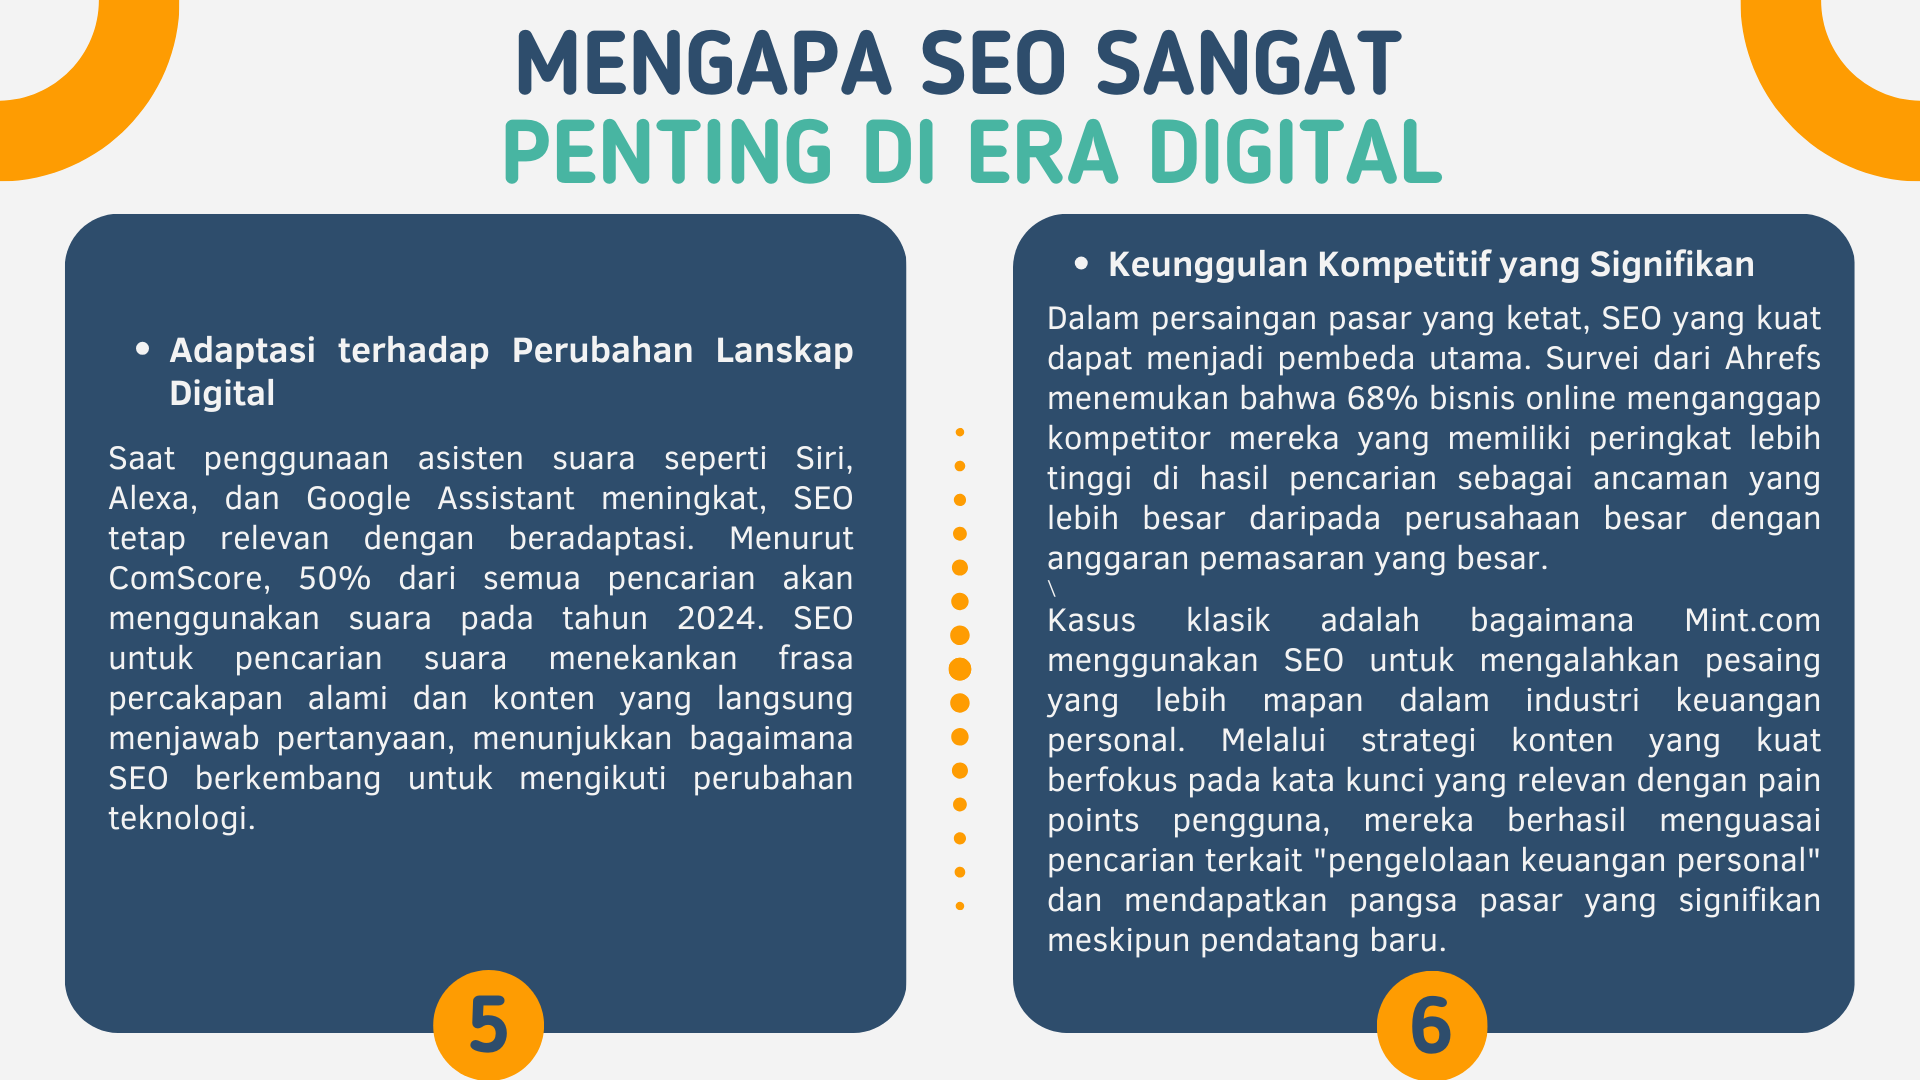 MENGAPA SEO SANGAT
PENTING DI ERA DIGITAL
• Adaptasi terhadap Perubahan Lanskap
Digital
Saat penggunaan asisten suara seperti Siri,
Alexa, dan Google Assistant meningkat, SEO
tetap relevan dengan beradaptasi. Menurut
ComScore, 50% dari semua pencarian akan
menggunakan suara pada tahun 2024. SEO
untuk pencarian suara menekankan frasa
percakapan alami dan konten yang langsung
menjawab pertanyaan, menunjukkan bagaimana
SEO berkembang untuk mengikuti perubahan
teknologi.
5
• Keunggulan Kompetitif yang Signifikan
Dalam persaingan pasar yang ketat, SEO yang kuat
dapat menjadi pembeda utama. Survei dari Ahrefs
menemukan bahwa 68% bisnis online menganggap
kompetitor mereka yang memiliki peringkat lebih
tinggi di hasil pencarian sebagai ancaman yang
lebih besar daripada perusahaan besar dengan
anggaran pemasaran yang besar.
\
Kasus klasik adalah bagaimana Mint.com
menggunakan SEO untuk mengalahkan pesaing
yang lebih mapan dalam industri keuangan
personal. Melalui strategi konten yang kuat
berfokus pada kata kunci yang relevan dengan pain
points pengguna, mereka berhasil menguasai
pencarian terkait "pengelolaan keuangan personal"
dan mendapatkan pangsa pasar yang signifikan
meskipun pendatang baru.
6